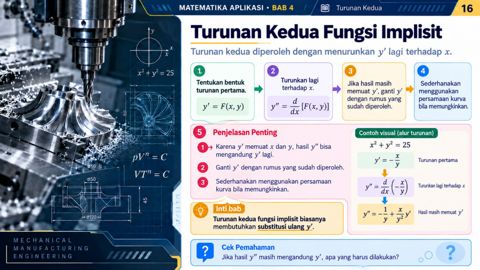 MATEMATIKA APLIKASI • BAB 4
Turunan Kedua
16
Turunan Kedua Fungsi Implisit
Turunan kedua diperoleh dengan menurunkan y' lagi terhadap x.
1
Tentukan bentuk
turunan pertama.
y' = F(x, y)
2
Turunkan lagi
terhadap x.
y'' = d/dx [F(x, y)]
3
Jika hasil masih
memuat y', ganti y'
dengan rumus yang
sudah diperoleh.
4
Sederhanakan
menggunakan
persamaan kurva
bila memungkinkan.
5 Penjelasan Penting
1 Karena y' memuat x dan y, hasil y'' bisa
mengandung y' lagi.
2 Ganti y' dengan rumus yang sudah diperoleh.
3 Sederhanakan menggunakan persamaan
kurva bila memungkinkan.
Contoh visual (alur turunan)
x² + y² = 25
y' = -x/y
Turunan pertama
y'' = d/dx (-x/y)
Turunkan lagi terhadap x
y'' = -1/y + x/y² y'
Hasil masih memuat y'
Inti bab
Turunan kedua fungsi implisit biasanya
membutuhkan substitusi ulang y'.
Cek Pemahaman
Jika hasil y'' masih mengandung y', apa yang harus dilakukan?
x² + y² = 25
pVⁿ = C
VTⁿ = C
MECHANICAL
MANUFACTURING
ENGINEERING